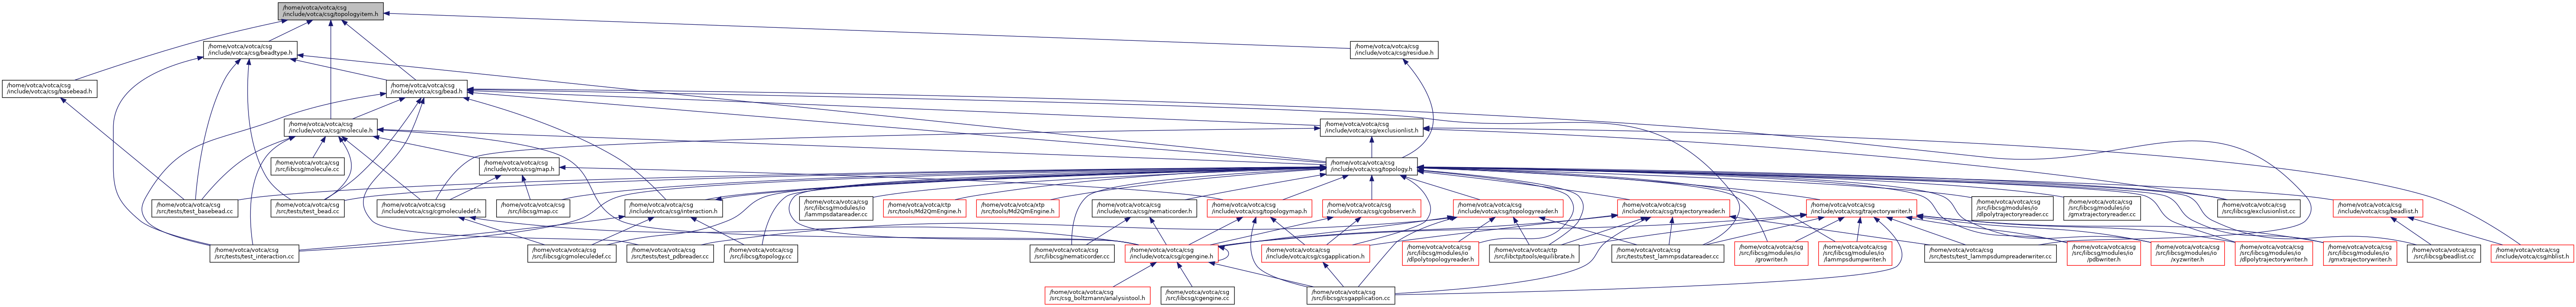 /home/votca/votca/csg
/include/votca/csg/topologyitem.h
/home/votca/votca/csg
/include/votca/csg/beadtype.h
/home/votca/votca/csg
/include/votca/csg/residue.h
/home/votca/votca/csg
/include/votca/csg/basebead.h
/home/votca/votca/csg
/include/votca/csg/bead.h
/home/votca/votca/csg
/include/votca/csg/molecule.h
/home/votca/votca/csg
/include/votca/csg/exclusionlist.h
/home/votca/votca/csg
/src/libcsg/molecule.cc
/home/votca/votca/csg
/include/votca/csg/map.h
/home/votca/votca/csg
/include/votca/csg/topology.h
/home/votca/votca/csg
/src/tests/test_basebead.cc
/home/votca/votca/csg
/src/tests/test_bead.cc
/home/votca/votca/csg
/include/votca/csg/cgmoleculedef.h
/home/votca/votca/csg
/src/libcsg/map.cc
/home/votca/votca/csg
/include/votca/csg/interaction.h
/home/votca/votca/csg
/src/libcsg/modules/io
/lammpsdatareader.cc
/home/votca/votca/ctp
/src/tools/Md2QmEngine.h
/home/votca/votca/xtp
/src/tools/Md2QmEngine.h
/home/votca/votca/csg
/include/votca/csg/nematicorder.h
/home/votca/votca/csg
/include/votca/csg/topologymap.h
/home/votca/votca/csg
/include/votca/csg/cgobserver.h
/home/votca/votca/csg
/include/votca/csg/topologyreader.h
/home/votca/votca/csg
/include/votca/csg/trajectoryreader.h
/home/votca/votca/csg
/include/votca/csg/trajectorywriter.h
/home/votca/votca/csg
/src/libcsg/modules/io
/dlpolytrajectoryreader.cc
/home/votca/votca/csg
/src/libcsg/modules/io
/gmxtrajectoryreader.cc
/home/votca/votca/csg
/src/libcsg/exclusionlist.cc
/home/votca/votca/csg
/include/votca/csg/beadlist.h
/home/votca/votca/csg
/src/tests/test_interaction.cc
/home/votca/votca/csg
/src/libcsg/cgmoleculedef.cc
/home/votca/votca/csg
/src/tests/test_pdbreader.cc
/home/votca/votca/csg
/src/libcsg/topology.cc
/home/votca/votca/csg
/src/libcsg/nematicorder.cc
/home/votca/votca/csg
/include/votca/csg/cgengine.h
/home/votca/votca/csg
/include/votca/csg/csgapplication.h
/home/votca/votca/csg
/src/libcsg/modules/io
/dlpolytopologyreader.h
/home/votca/votca/ctp
/src/libctp/tools/equilibrate.h
/home/votca/votca/csg
/src/tests/test_lammpsdatareader.cc
/home/votca/votca/csg
/src/libcsg/modules/io
/growriter.h
/home/votca/votca/csg
/src/libcsg/modules/io
/lammpsdumpwriter.h
/home/votca/votca/csg
/src/tests/test_lammpsdumpreaderwriter.cc
/home/votca/votca/csg
/src/libcsg/modules/io
/pdbwriter.h
/home/votca/votca/csg
/src/libcsg/modules/io
/xyzwriter.h
/home/votca/votca/csg
/src/libcsg/modules/io
/dlpolytrajectorywriter.h
/home/votca/votca/csg
/src/libcsg/modules/io
/gmxtrajectorywriter.h
/home/votca/votca/csg
/src/libcsg/beadlist.cc
/home/votca/votca/csg
/include/votca/csg/nblist.h
/home/votca/votca/csg
/src/csg_boltzmann/analysistool.h
/home/votca/votca/csg
/src/libcsg/cgengine.cc
/home/votca/votca/csg
/src/libcsg/csgapplication.cc